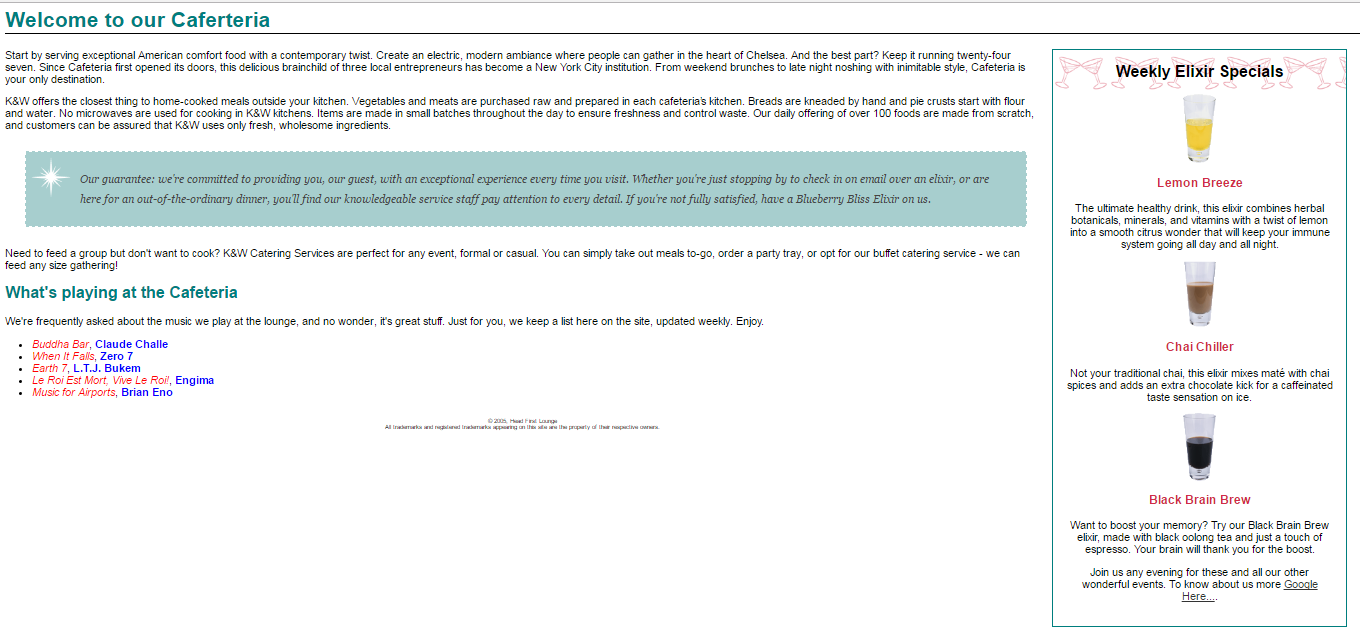 Welcome to our Caferteria
Start by serving exceptional American comfort food with a contemporary twist. Create an electric, modern ambiance where people can gather in the heart of Chelsea. And the best part? Keep it running twenty-four
seven. Since Cafeteria first opened its doors, this delicious brainchild of three local entrepreneurs has become a New York City institution. From weekend brunches to late night noshing with inimitable style, Cafeteria is
your only destination.
K&W offers the closest thing to home-cooked meals outside your kitchen. Vegetables and meats are purchased raw and prepared in each cafeteria's kitchen. Breads are kneaded by hand and pie crusts start with flour
and water. No microwaves are used for cooking in K&W kitchens. Items are made in small batches throughout the day to ensure freshness and control waste. Our daily offering of over 100 foods are made from scratch,
and customers can be assured that K&W uses only fresh, wholesome ingredients.
Our guarantee: we're committed to providing you, our guest, with an exceptional experience every time you visit. Whether you're just stopping by to check in on email over an elixir, or are
here for an out-of-the-ordinary dinner, you'll find our knowledgeable service staff pay attention to every detail. If you're not fully satisfied, have a Blueberry Bliss Elixir on us.
Need to feed a group but don't want to cook? K&W Catering Services are perfect for any event, formal or casual. You can simply take out meals to-go, order a party tray, or opt for our buffet catering service - we can
feed any size gathering!
What's playing at the Cafeteria
We're frequently asked about the music we play at the lounge, and no wonder, it's great stuff. Just for you, we keep a list here on the site, updated weekly. Enjoy.
Buddha Bar, Claude Challe
When It Falls, Zero 7
Earth 7, L.T.J. Bukem
Le Roi Est Mort, Vive Le Roi!, Engima
Music for Airports, Brian Eno
© 2005, Head First Lounge
All trademarks and registered trademarks appearing on this site are the property of their respective owners.
Weekly Elixir Specials
Lemon Breeze
The ultimate healthy drink, this elixir combines herbal
botanicals, minerals, and vitamins with a twist of lemon
into a smooth citrus wonder that will keep your immune
system going all day and all night.
Chai Chiller
Not your traditional chai, this elixir mixes maté with chai
spices and adds an extra chocolate kick for a caffeinated
taste sensation on ice.
Black Brain Brew
Want to boost your memory? Try our Black Brain Brew
elixir, made with black oolong tea and just a touch of
espresso. Your brain will thank you for the boost.
Join us any evening for these and all our other
wonderful events. To know about us more Google
Here....